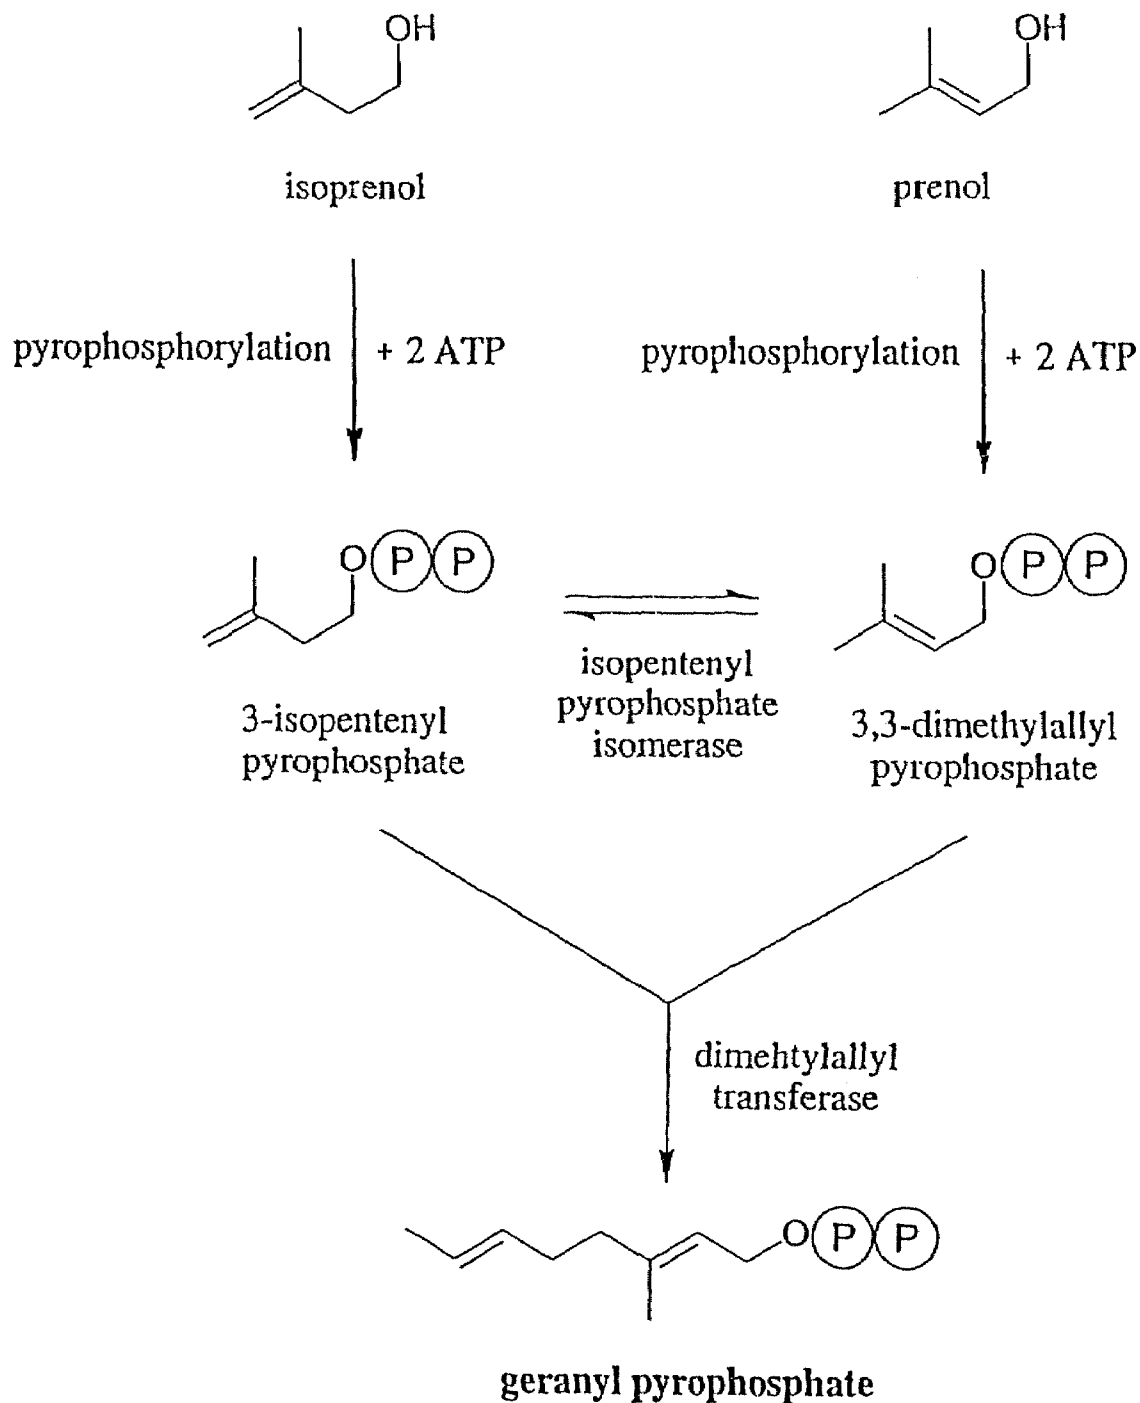 OH
OH
isoprenol
prenol
pyrophosphorylation
+ 2 ATP
pyrophosphorylation
+ 2 ATP
O P P
O P P
isopentenyl
pyrophosphate
isomerase
3-isopentenyl
pyrophosphate
3,3-dimethylallyl
pyrophosphate
dimehtylallyl
transferase
O P P
geranyl pyrophosphate